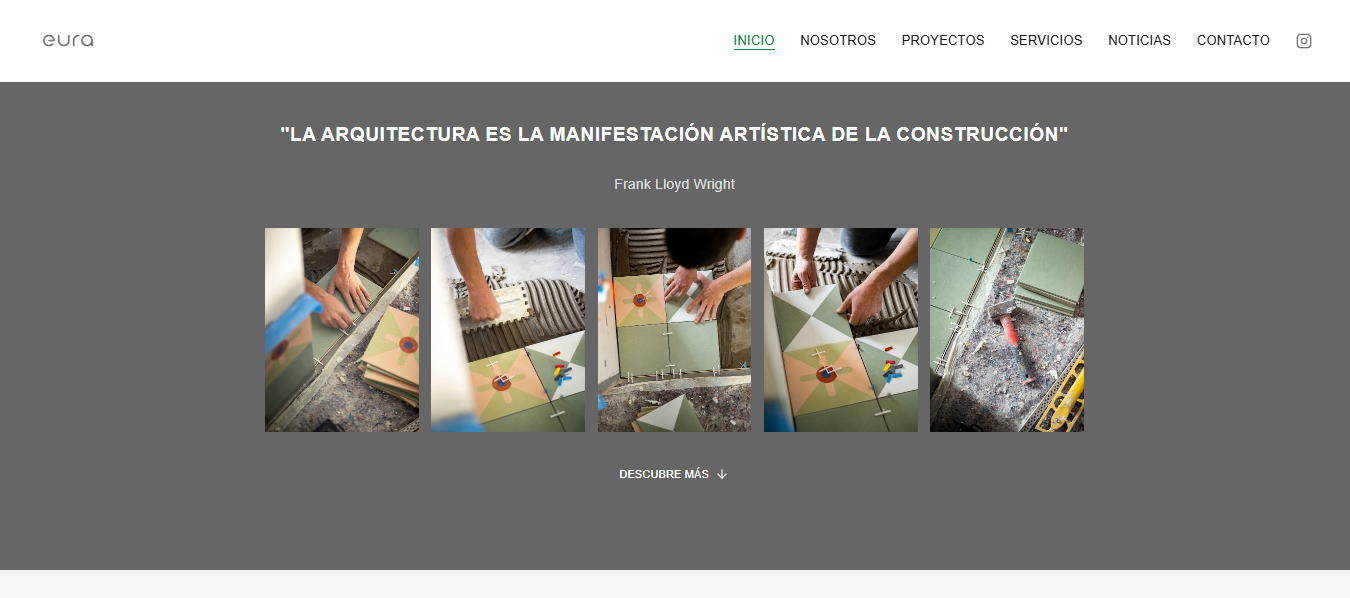 eura
INICIO NOSOTROS PROYECTOS SERVICIOS NOTICIAS CONTACTO
"LA ARQUITECTURA ES LA MANIFESTACIÓN ARTÍSTICA DE LA CONSTRUCCIÓN"
Frank Lloyd Wright
DESCUBRE MÁS ↓